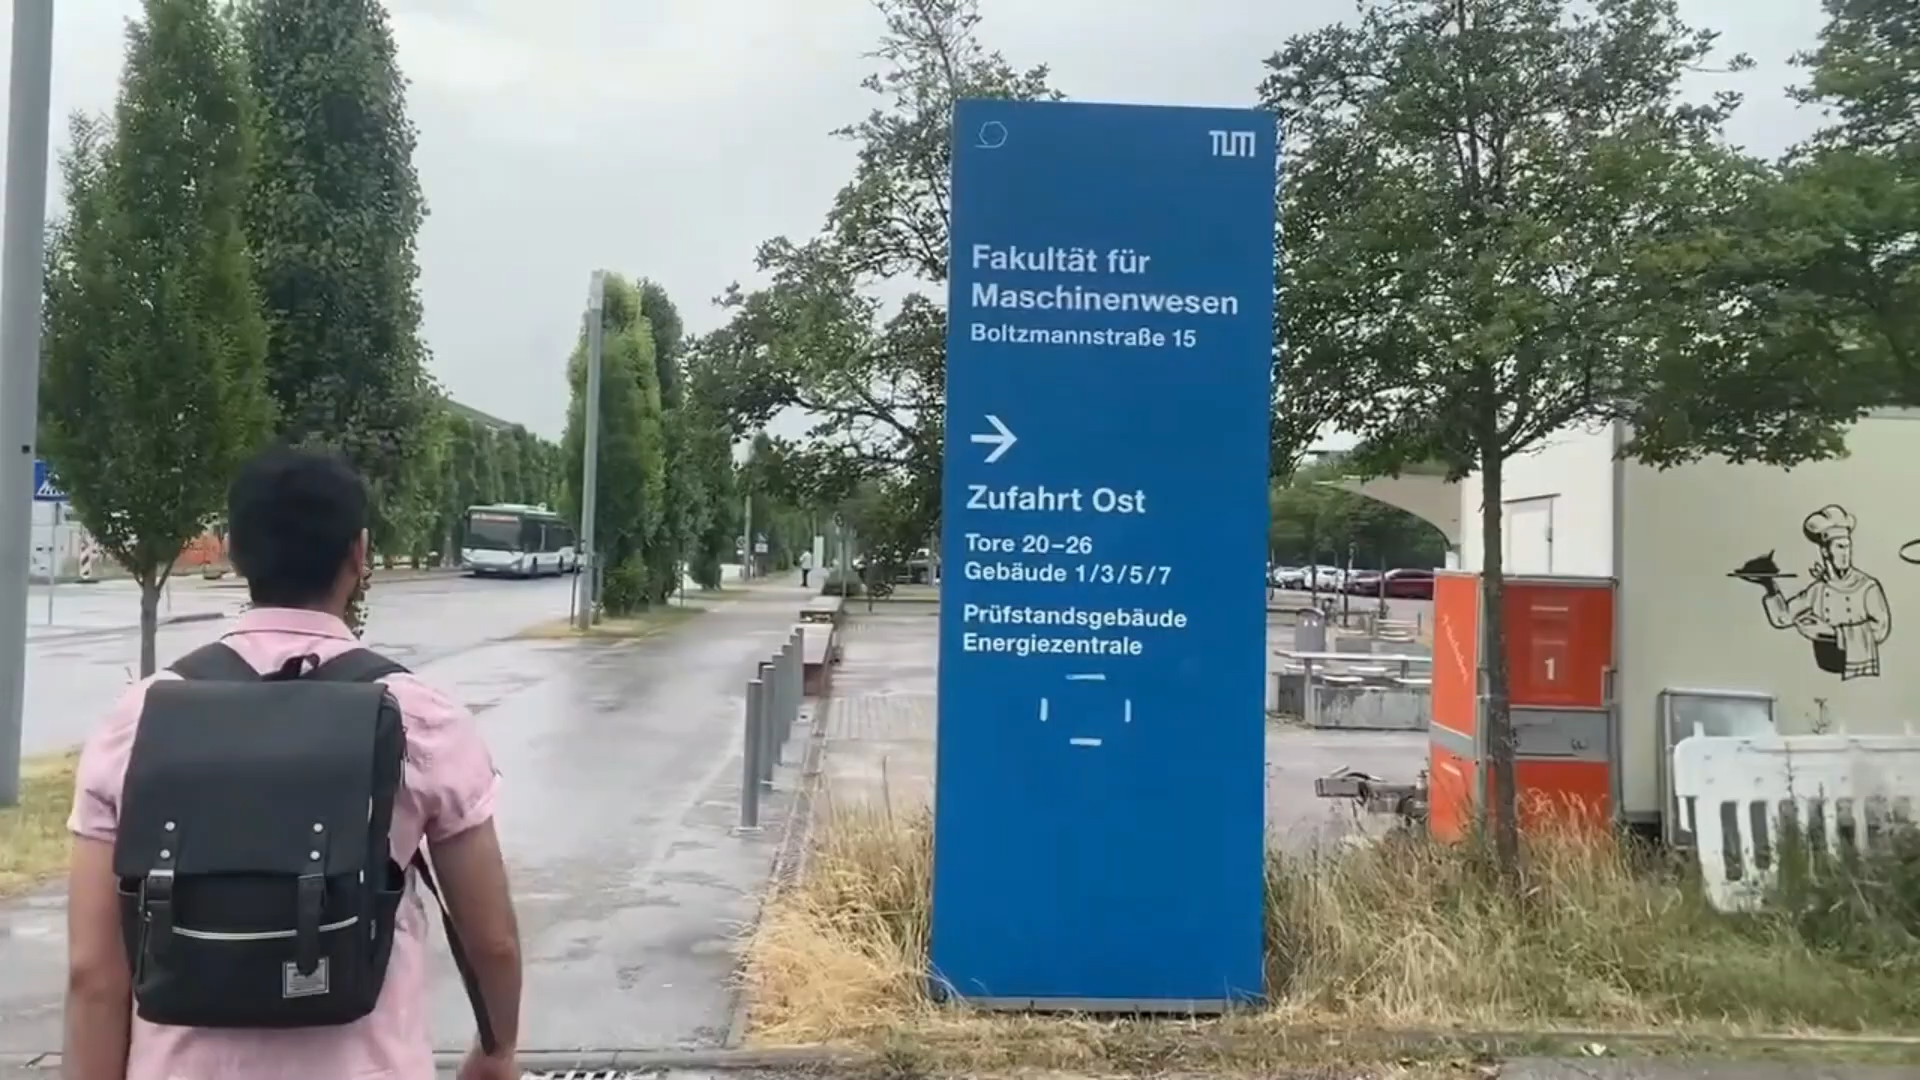 TUM
Fakultät für
Maschinenwesen
Boltzmannstraße 15
Zufahrt Ost
Tore 20–26
Gebäude 1/3/5/7
Prüfstandsgebäude
Energiezentrale
1